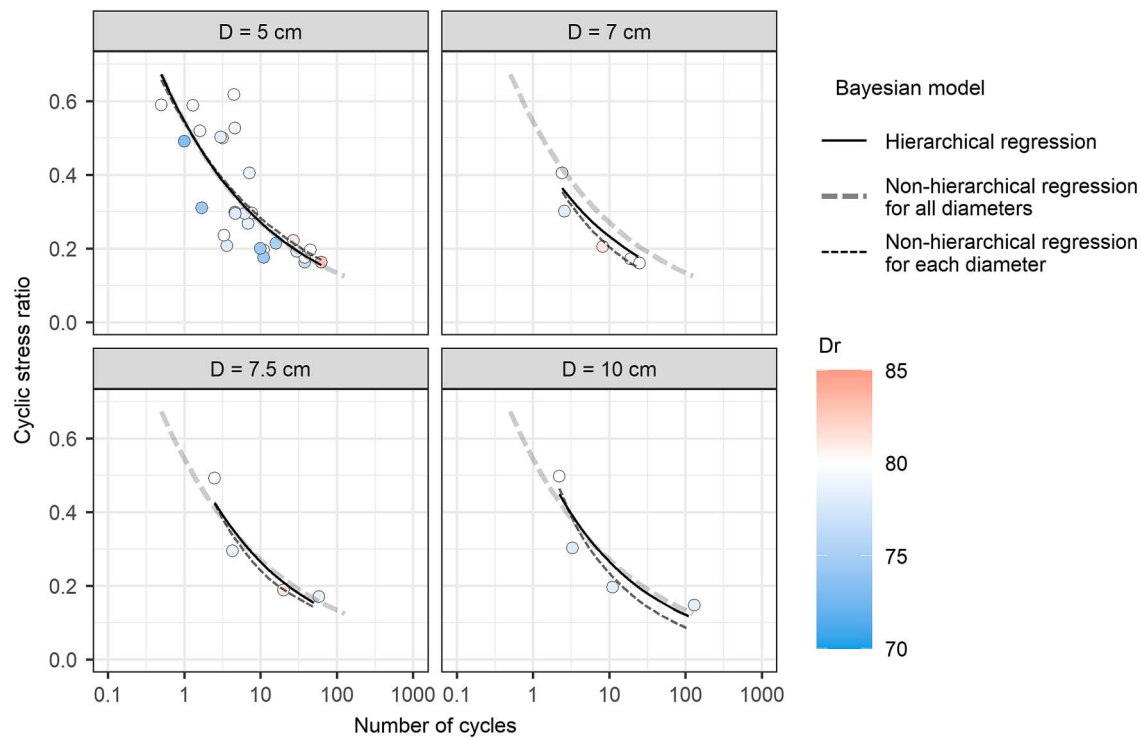 D = 5 cm
D = 7 cm
0.6
0.4
0.2
0.0
D = 7.5 cm
D = 10 cm
0.6
0.4
0.2
0.0
0.1 1 10 100 1000
0.1 1 10 100 1000
Cyclic stress ratio
Number of cycles
Bayesian model
Hierarchical regression
Non-hierarchical regression
for all diameters
Non-hierarchical regression
for each diameter
Dr
85
80
75
70